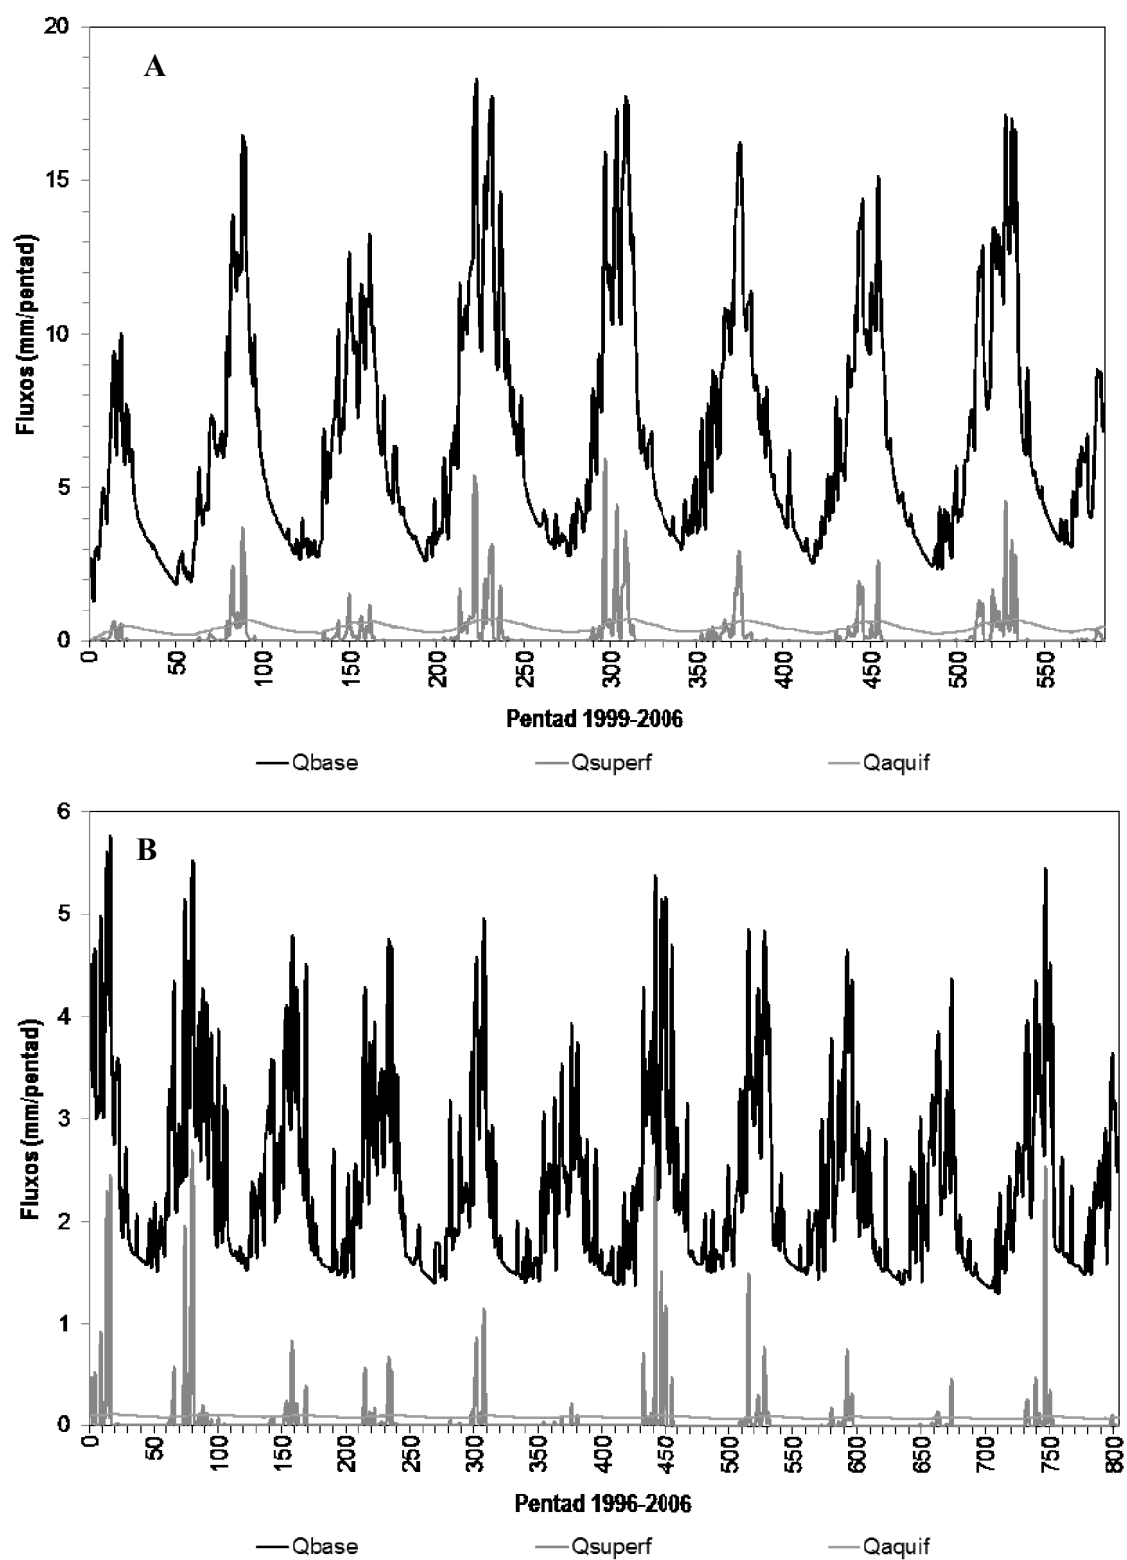 A
Fluxos (mm/pentad)
20
15
10
5
0
0 50 100 150 200 250 300 350 400 450 500 550
Pentad 1999-2006
Qbase Qsuperf Qaquif
B
Fluxos (mm/pentad)
6
5
4
3
2
1
0
0 50 100 150 200 250 300 350 400 450 500 550 600 650 700 750 800
Pentad 1996-2006
Qbase Qsuperf Qaquif